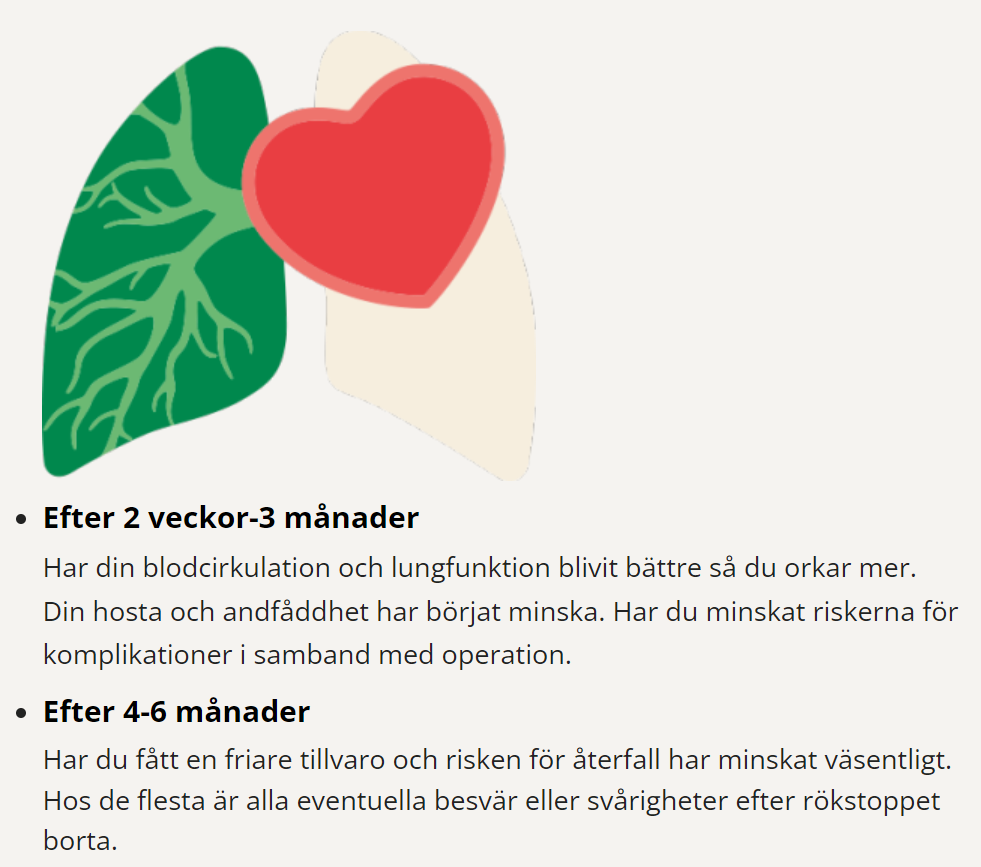 Efter 2 veckor-3 månader
Har din blodcirkulation och lungfunktion blivit bättre så du orkar mer.
Din hosta och andfåddhet har börjat minska. Har du minskat riskerna för
komplikationer i samband med operation.
Efter 4-6 månader
Har du fått en friare tillvaro och risken för återfall har minskat väsentligt.
Hos de flesta är alla eventuella besvär eller svårigheter efter rökstoppet
borta.